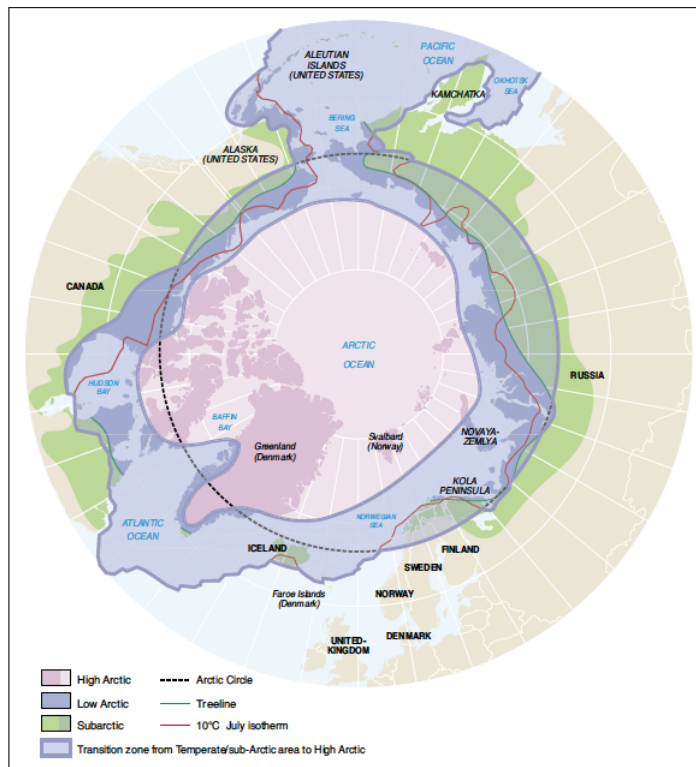 ALEUTIAN
ISLANDS
(UNITED STATES)
PACIFIC
OCEAN
OKHOTSK
SEA
KAMCHATKA
BERING
SEA
ALASKA
(UNITED STATES)
CANADA
ARCTIC
OCEAN
RUSSIA
HUDSON
BAY
BAFFIN
BAY
Greenland
(Denmark)
Svalbard
(Norway)
NOVAYA-
ZEMLYA
KOLA
PENINSULA
NORWEGIAN
SEA
ATLANTIC
OCEAN
ICELAND
FINLAND
SWEDEN
Faroe Islands
(Denmark)
NORWAY
UNITED-
KINGDOM
DENMARK
High Arctic
Arctic Circle
Low Arctic
Treeline
Subarctic
10°C July isotherm
Transition zone from Temperate/sub-Arctic area to High Arctic